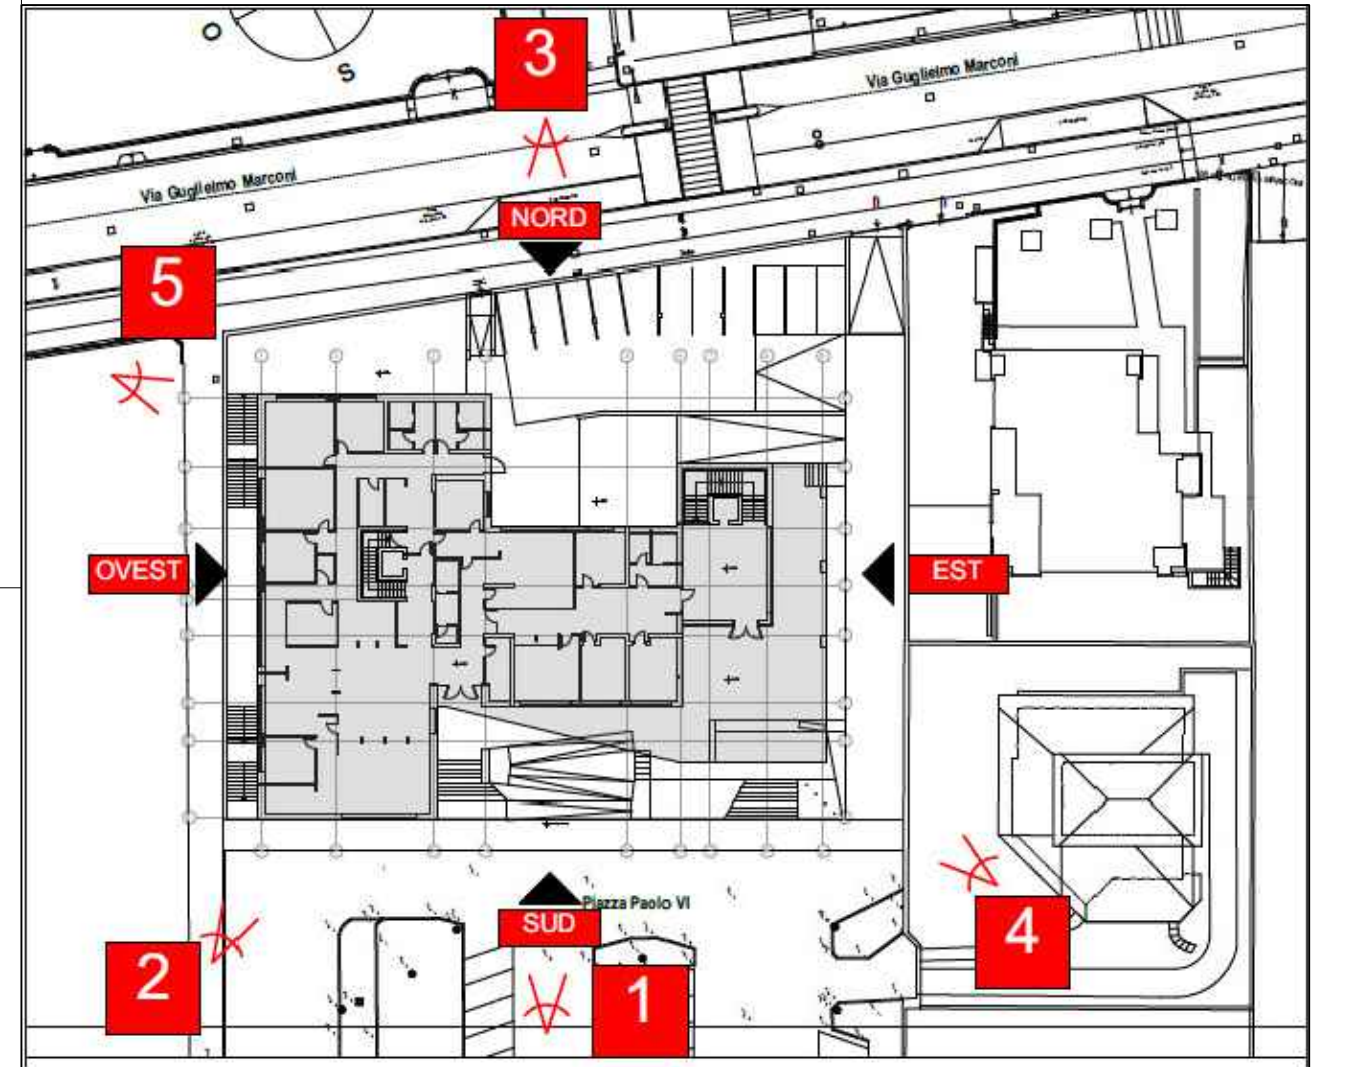 O
S
3
Via Guglielmo Marconi
Via Guglielmo Marconi
NORD
5
OVEST
EST
Piazza Paolo VI
SUD
4
2
1